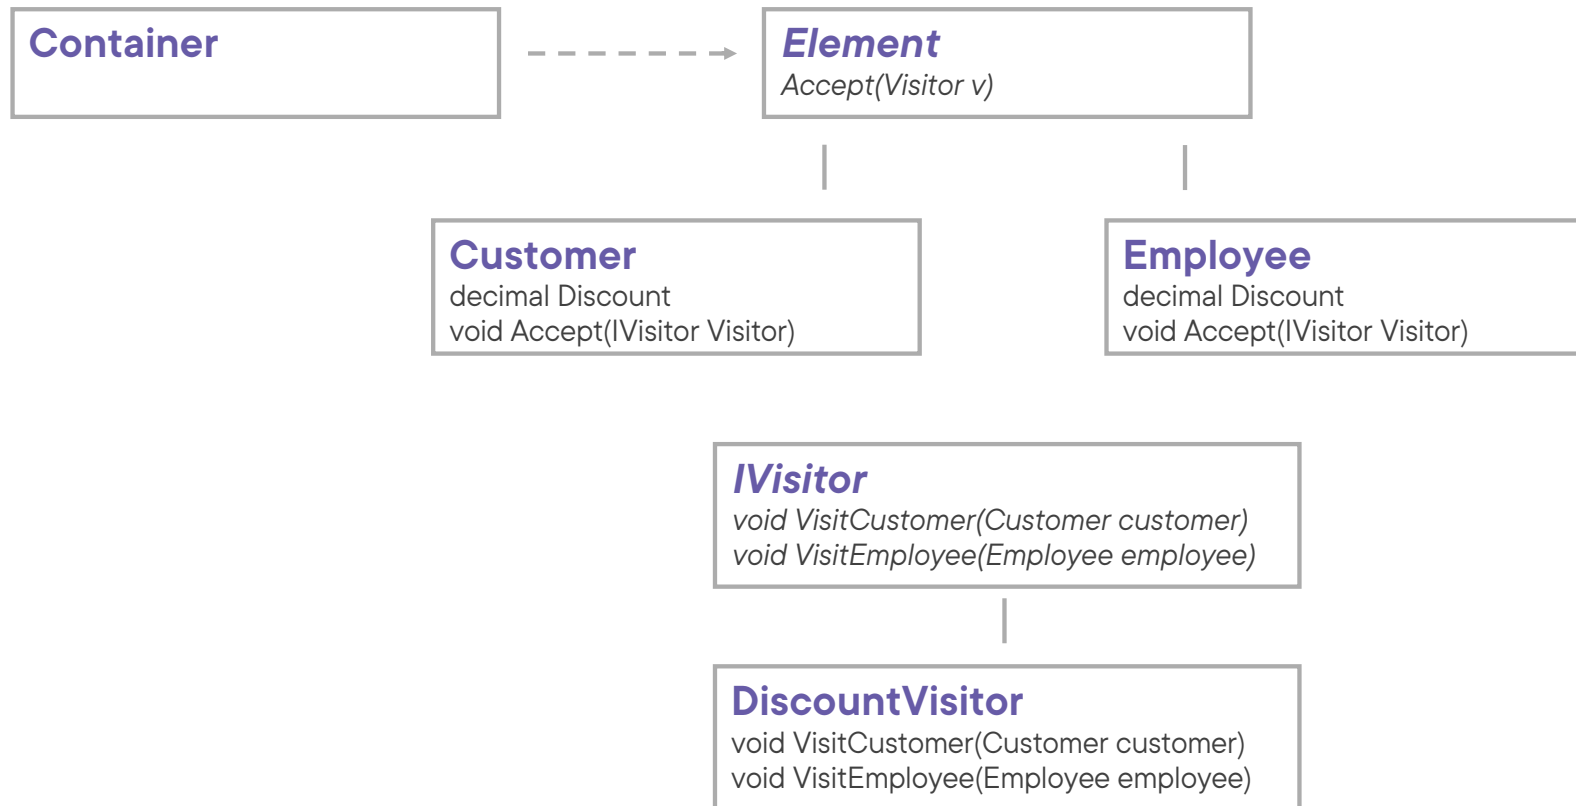 Container
Element
Accept(Visitor v)
Customer
decimal Discount
void Accept(IVisitor Visitor)
Employee
decimal Discount
void Accept(IVisitor Visitor)
IVisitor
void VisitCustomer(Customer customer)
void VisitEmployee(Employee employee)
DiscountVisitor
void VisitCustomer(Customer customer)
void VisitEmployee(Employee employee)